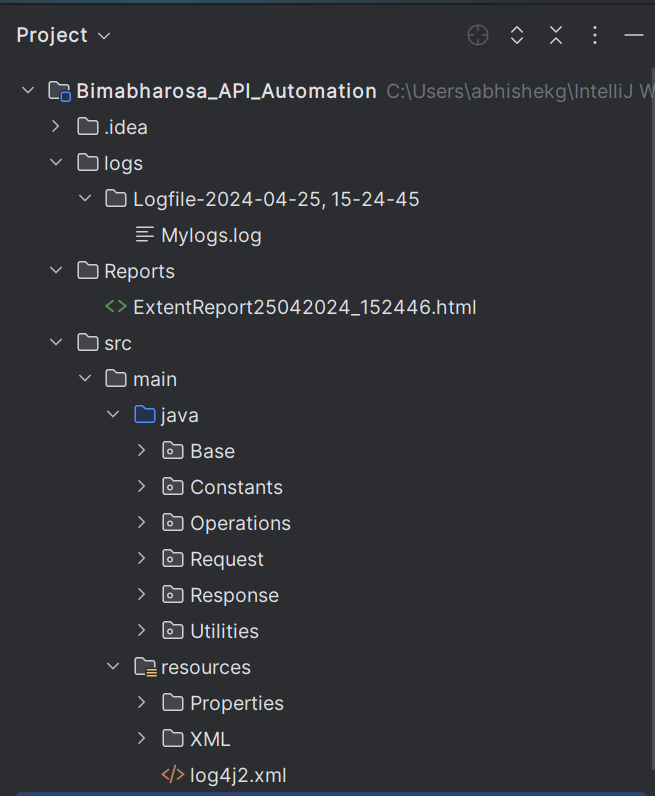 Project
Bimabharosa_API_Automation C:\Users\abhishekg\IntelliJ W
.idea
logs
Logfile-2024-04-25, 15-24-45
Mylogs.log
Reports
ExtentReport25042024_152446.html
src
main
java
Base
Constants
Operations
Request
Response
Utilities
resources
Properties
XML
log4j2.xml